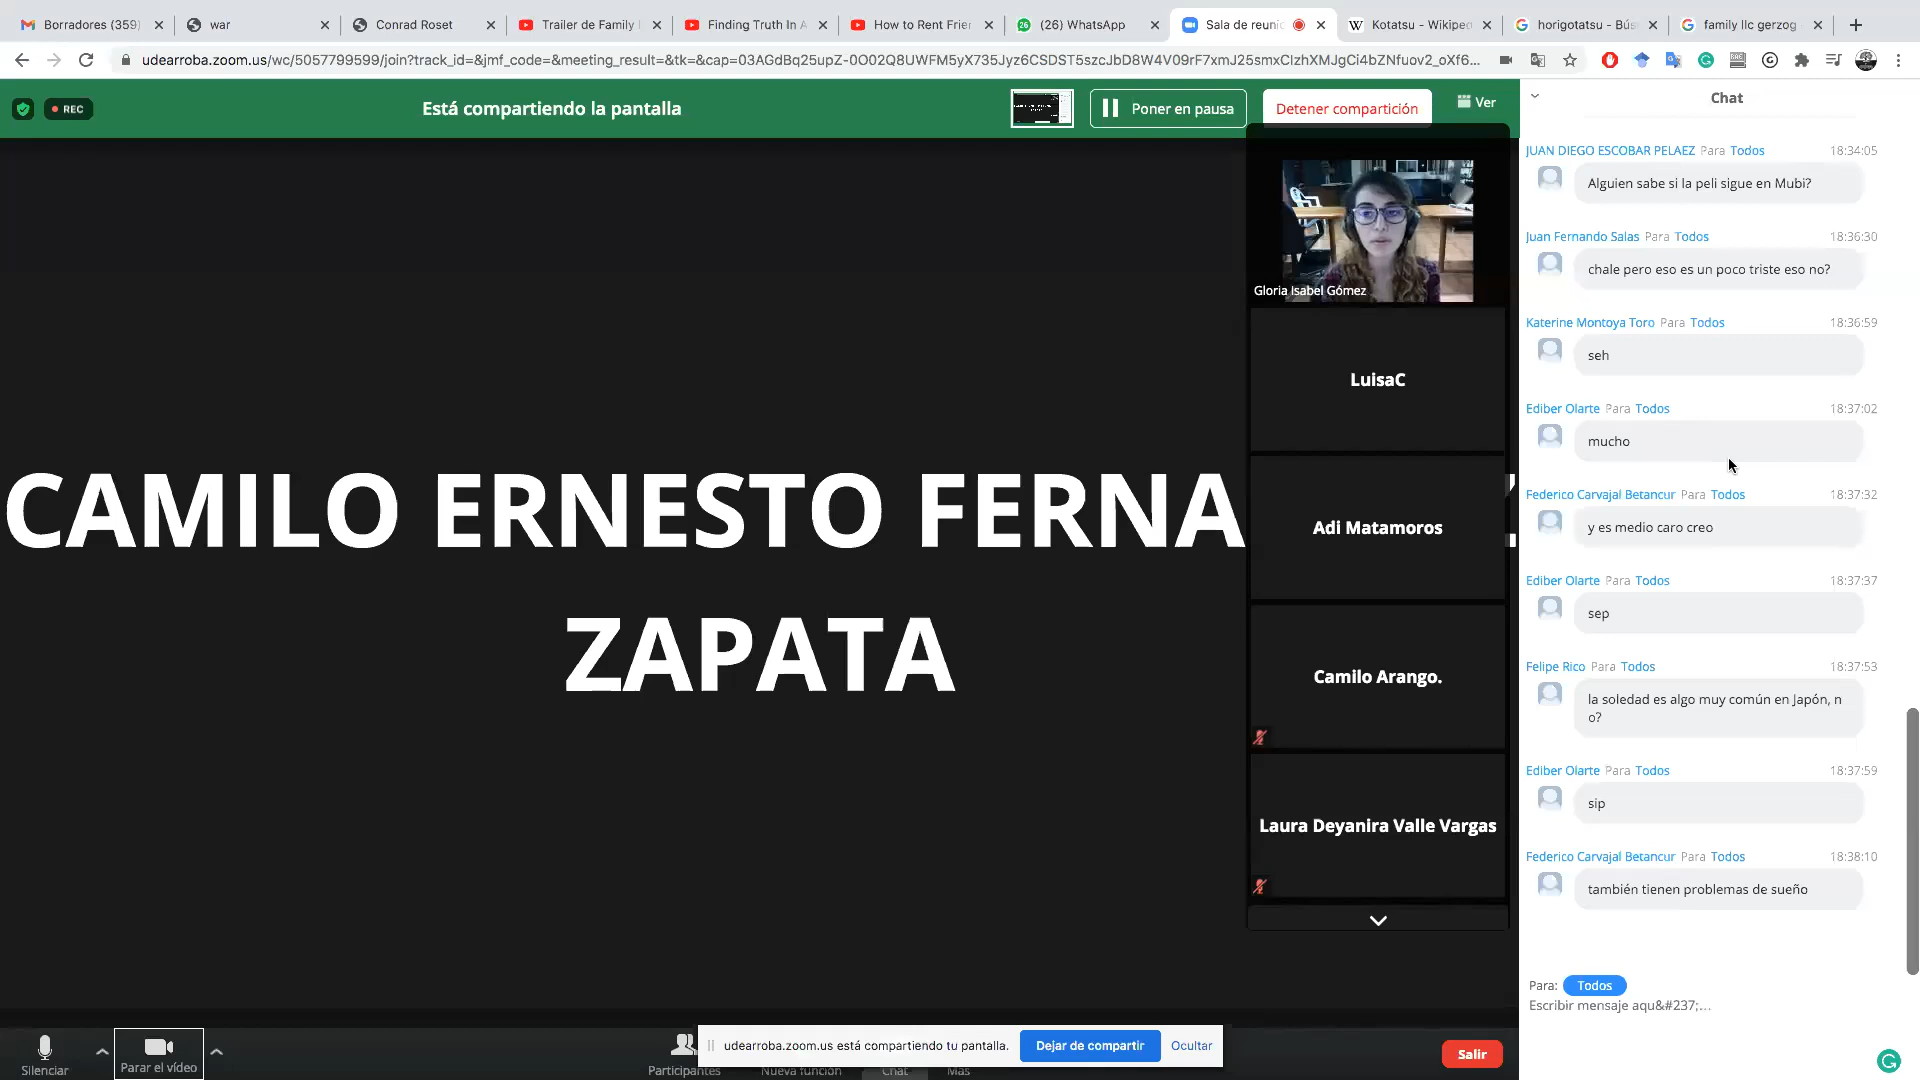 Borradores (359)
war
Conrad Roset
Trailer de Family
Finding Truth In A
How to Rent Frie
(26) WhatsApp
Sala de reuni
Kotatsu - Wikiped
horigotatsu - Bús
family llc gerzog
udearroba.zoom.us/wc/5057799599/join?track_id=&jmf_code=&meeting_result=&tk=&cap=03AGdBq25upZ-0O02Q8UWFM5yX735Jyz6CSDST5szcJbD8W4V09rF7xmJ25smxClzhXMJgCi4bZNfuov2_oXf6...
REC
Está compartiendo la pantalla
Poner en pausa
Detener compartición
Ver
CAMILO ERNESTO FERNA
ZAPATA
Gloria Isabel Gómez
LuisaC
Adi Matamoros
Camilo Arango.
Laura Deyanira Valle Vargas
Chat
JUAN DIEGO ESCOBAR PELAEZ Para Todos 18:34:05
Alguien sabe si la peli sigue en Mubi?
Juan Fernando Salas Para Todos 18:36:30
chale pero eso es un poco triste eso no?
Katerine Montoya Toro Para Todos 18:36:59
seh
Ediber Olarte Para Todos 18:37:02
mucho
Federico Carvajal Betancur Para Todos 18:37:32
y es medio caro creo
Ediber Olarte Para Todos 18:37:37
sep
Felipe Rico Para Todos 18:37:53
la soledad es algo muy común en Japón, n
o?
Ediber Olarte Para Todos 18:37:59
sip
Federico Carvajal Betancur Para Todos 18:38:10
también tienen problemas de sueño
Para: Todos
Escribir mensaje aqu&#237;...
Silenciar
Parar el vídeo
Participantes
Nueva función
Chat
Más
udearroba.zoom.us está compartiendo tu pantalla.
Dejar de compartir
Ocultar
Salir